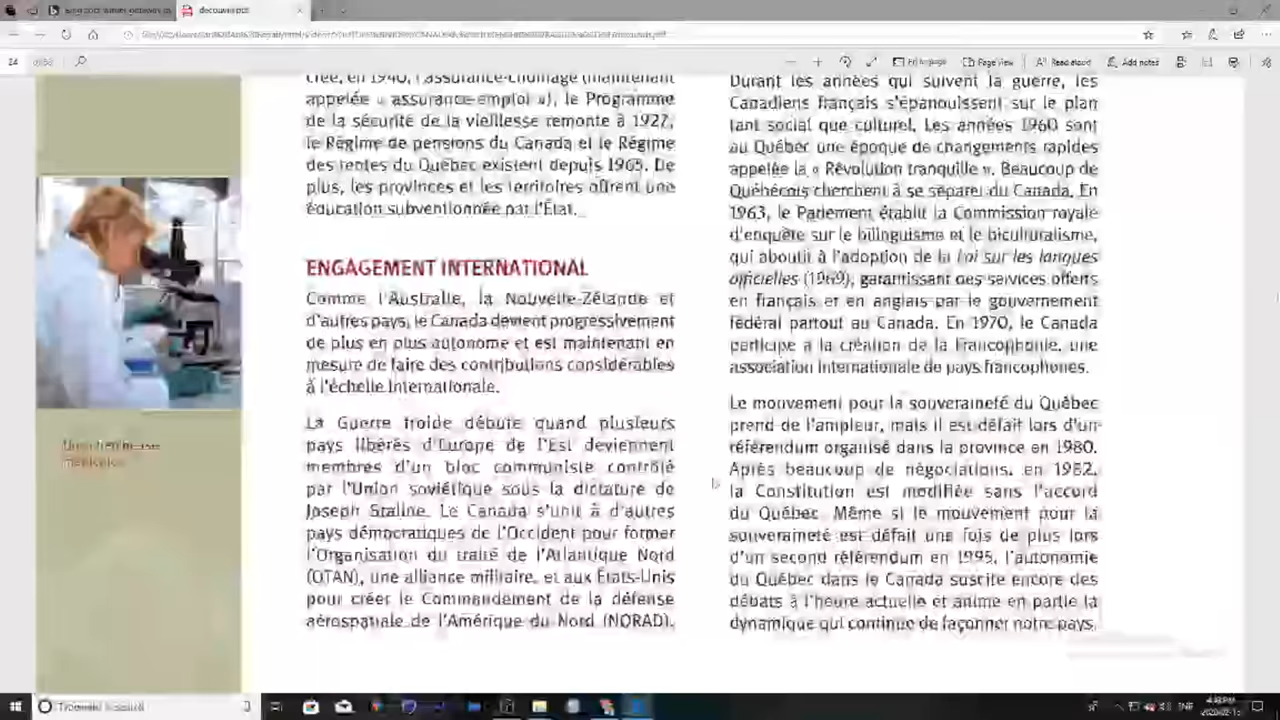 decouvrir.pdf
24
Page view
Read aloud
Add notes
créé, en 1940, l'assurance-chômage (maintenant
appelée « assurance-emploi »), le Programme
de la sécurité de la vieillesse remonte à 1927,
le Régime de pensions du Canada et le Régime
des rentes du Québec existent depuis 1965. De
plus, les provinces et les territoires offrent une
éducation subventionnée par l'État.
ENGAGEMENT INTERNATIONAL
Comme l'Australie, la Nouvelle-Zélande et
d'autres pays, le Canada devient progressivement
de plus en plus autonome et est maintenant en
mesure de faire des contributions considérables
à l'échelle internationale.
La Guerre froide débute quand plusieurs
pays libérés d'Europe de l'Est deviennent
membres d'un bloc communiste contrôlé
par l'Union soviétique sous la dictature de
Joseph Staline. Le Canada s'unit à d'autres
pays démocratiques de l'Occident pour former
l'Organisation du traité de l'Atlantique Nord
(OTAN), une alliance militaire, et aux États-Unis
pour créer le Commandement de la défense
aérospatiale de l'Amérique du Nord (NORAD).
Durant les années qui suivent la guerre, les
Canadiens français s'épanouissent sur le plan
tant social que culturel. Les années 1960 sont
au Québec une époque de changements rapides
appelée la « Révolution tranquille ». Beaucoup de
Québécois cherchent à se séparer du Canada. En
1963, le Parlement établit la Commission royale
d'enquête sur le bilinguisme et le biculturalisme,
qui aboutit à l'adoption de la Loi sur les langues
officielles (1969), garantissant des services offerts
en français et en anglais par le gouvernement
fédéral partout au Canada. En 1970, le Canada
participe à la création de la Francophonie, une
association internationale de pays francophones.
Le mouvement pour la souveraineté du Québec
prend de l'ampleur, mais il est défait lors d'un
référendum organisé dans la province en 1980.
Après beaucoup de négociations, en 1982,
la Constitution est modifiée sans l'accord
du Québec. Même si le mouvement pour la
souveraineté est défait une fois de plus lors
d'un second référendum en 1995, l'autonomie
du Québec dans le Canada suscite encore des
débats à l'heure actuelle et anime en partie la
dynamique qui continue de façonner notre pays.